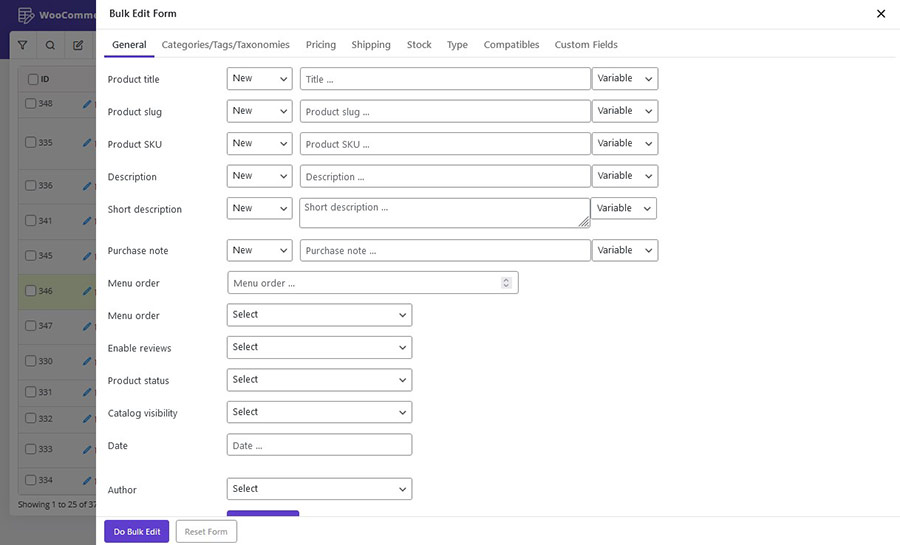 WooComme
Bulk Edit Form
General Categories/Tags/Taxonomies Pricing Shipping Stock Type Compatibles Custom Fields
ID
348
335
336
341
345
346
347
330
331
332
333
334
Showing 1 to 25 of 37
Product title New Title ... Variable
Product slug New Product slug ... Variable
Product SKU New Product SKU ... Variable
Description New Description ... Variable
Short description New Short description ... Variable
Purchase note New Purchase note ... Variable
Menu order Menu order ...
Menu order Select
Enable reviews Select
Product status Select
Catalog visibility Select
Date Date ...
Author Select
Do Bulk Edit Reset Form